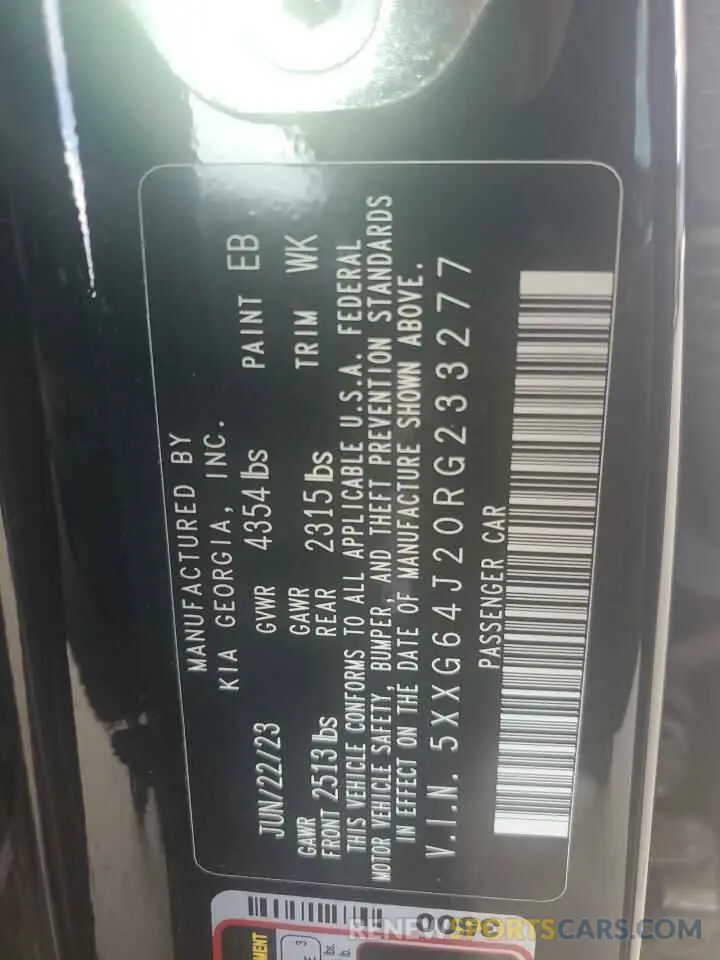 MANUFACTURED BY
KIA GEORGIA, INC.
JUN/22/23 GVWR 4354 lbs PAINT EB
GAWR FRONT 2513 lbs GAWR REAR 2315 lbs TRIM WK
THIS VEHICLE CONFORMS TO ALL APPLICABLE U.S.A. FEDERAL
MOTOR VEHICLE SAFETY, BUMPER, AND THEFT PREVENTION STANDARDS
IN EFFECT ON THE DATE OF MANUFACTURE SHOWN ABOVE.
V.I.N. 5XXG64J20RG233277
PASSENGER CAR
RENEWSPORTSCARS.COM